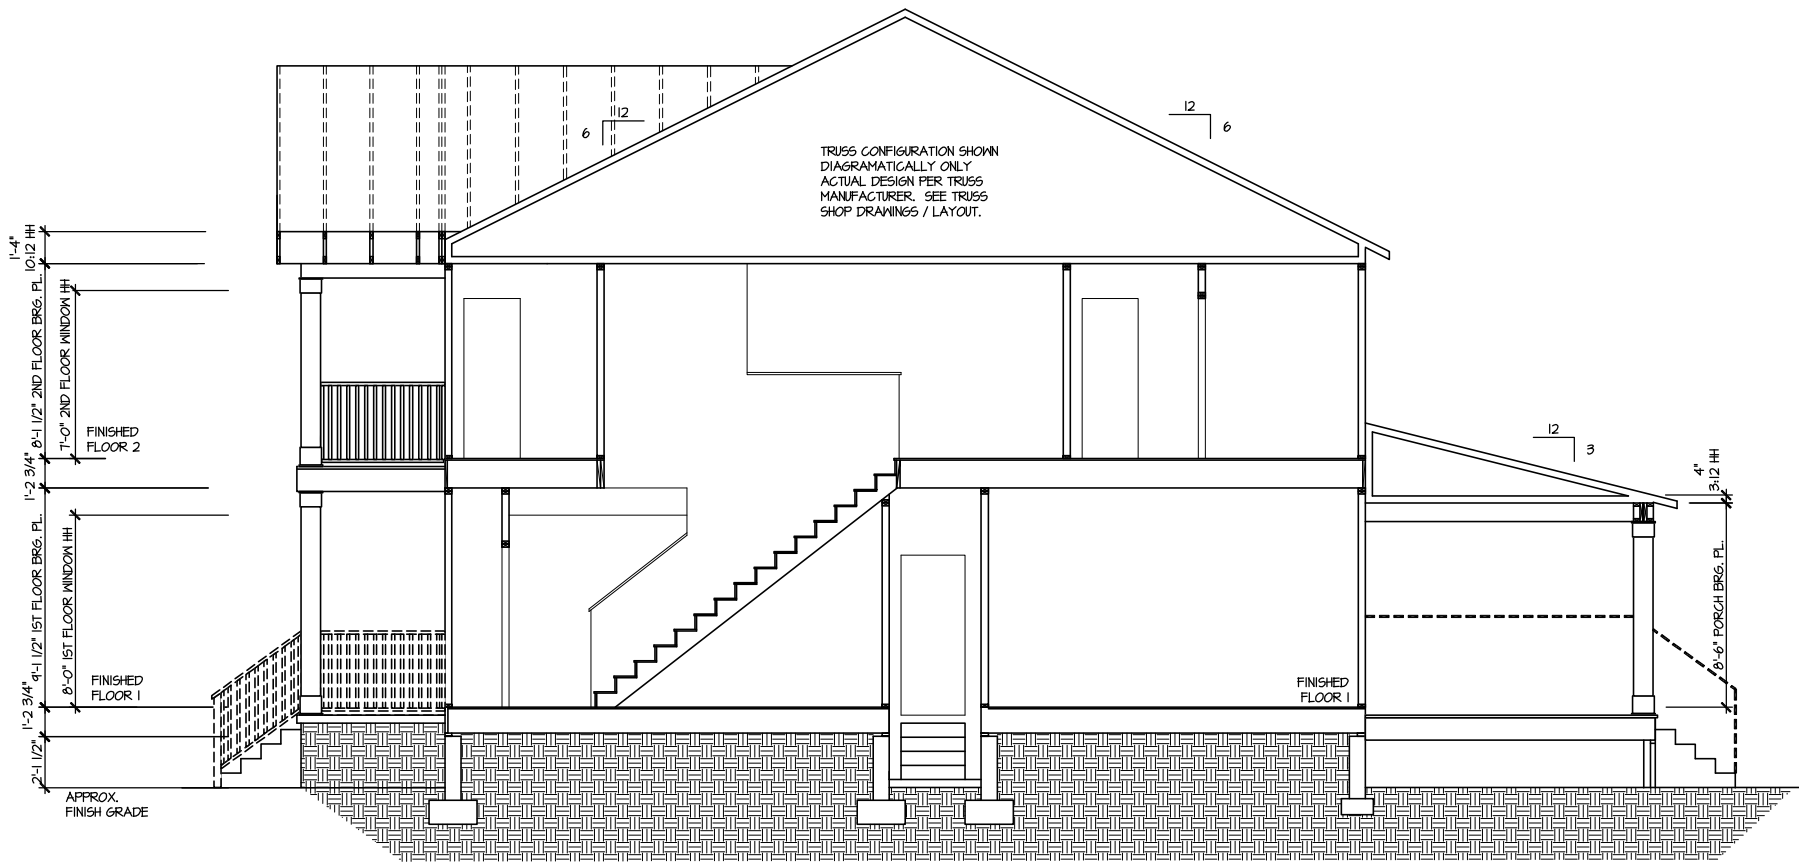 12
6
12
6
TRUSS CONFIGURATION SHOWN
DIAGRAMATICALLY ONLY
ACTUAL DESIGN PER TRUSS
MANUFACTURER. SEE TRUSS
SHOP DRAWINGS / LAYOUT.
1'-4"
10:12 HH
8'-1 1/2" 2ND FLOOR BRG. PL.
7'-0" 2ND FLOOR WINDOW HH
FINISHED
FLOOR 2
1'-2 3/4"
9'-1 1/2" 1ST FLOOR BRG. PL.
8'-0" 1ST FLOOR WINDOW HH
FINISHED
FLOOR 1
1'-2 3/4"
2'-1 1/2"
APPROX.
FINISH GRADE
FINISHED
FLOOR 1
12
3
4"
3:12 HH
8'-6" PORCH BRG. PL.